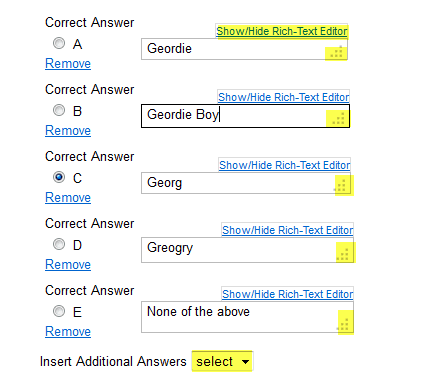 Correct Answer
Show/Hide Rich-Text Editor
A
Geordie
Remove
Correct Answer
Show/Hide Rich-Text Editor
B
Geordie Boy
Remove
Correct Answer
Show/Hide Rich-Text Editor
C
Georg
Remove
Correct Answer
Show/Hide Rich-Text Editor
D
Greogry
Remove
Correct Answer
Show/Hide Rich-Text Editor
E
None of the above
Remove
Insert Additional Answers select